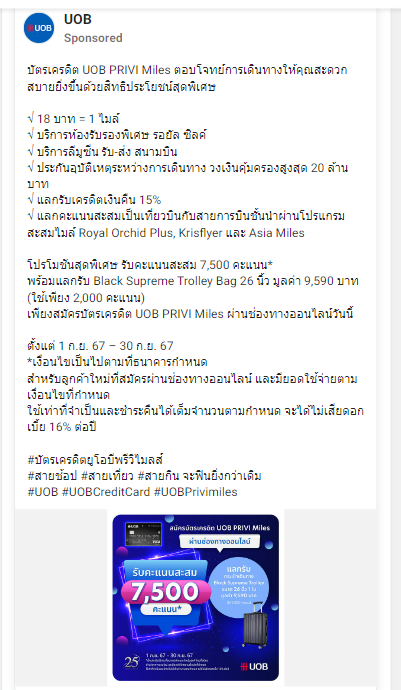 UOB
Sponsored
บัตรเครดิต UOB PRIVI Miles ตอบโจทย์การเดินทางให้คุณสะดวก
สบายยิ่งขึ้นด้วยสิทธิประโยชน์สุดพิเศษ
√ 18 บาท = 1 ไมล์
√ บริการห้องรับรองพิเศษ รอยัล ซิลค์
√ บริการลีมูซีน รับ-ส่ง สนามบิน
√ ประกันอุบัติเหตุระหว่างการเดินทาง วงเงินคุ้มครองสูงสุด 20 ล้าน
บาท
√ แลกรับเครดิตเงินคืน 15%
√ แลกคะแนนสะสมเป็นเที่ยวบินกับสายการบินชั้นนำผ่านโปรแกรม
สะสมไมล์ Royal Orchid Plus, Krisflyer และ Asia Miles
โปรโมชันสุดพิเศษ รับคะแนนสะสม 7,500 คะแนน*
พร้อมแลกรับ Black Supreme Trolley Bag 26 นิ้ว มูลค่า 9,590 บาท
(ใช้เพียง 2,000 คะแนน)
เพียงสมัครบัตรเครดิต UOB PRIVI Miles ผ่านช่องทางออนไลน์วันนี้
ตั้งแต่ 1 ก.ย. 67 – 30 ก.ย. 67
*เงื่อนไขเป็นไปตามที่ธนาคารกำหนด
สำหรับลูกค้าใหม่ที่สมัครผ่านช่องทางออนไลน์ และมียอดใช้จ่ายตาม
เงื่อนไขที่กำหนด
ใช้เท่าที่จำเป็นและชำระคืนได้เต็มจำนวนตามกำหนด จะได้ไม่เสียดอก
เบี้ย 16% ต่อปี
#บัตรเครดิตยูโอบีพรีวิไมลส์
#สายช้อป #สายเที่ยว #สายกิน จะฟินยิ่งกว่าเดิม
#UOB #UOBCreditCard #UOBPrivimiles
UOB
สมัครบัตรเครดิต UOB PRIVI Miles
ผ่านช่องทางออนไลน์
รับคะแนนสะสม
7,500
คะแนน*
แลกรับ
Black Supreme Trolley
25
1 ก.ย. 67 – 30 ก.ย. 67
UOB